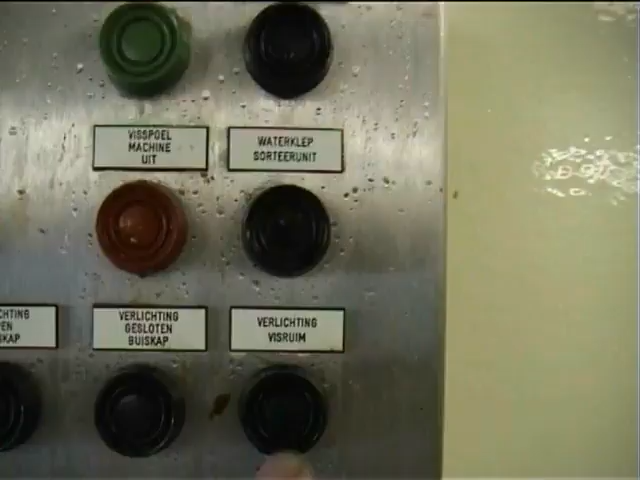 VISSPOEL
MACHINE
UIT
WATERKLEP
SORTEERUNIT
VERLICHTING
GESLOTEN
BUISKAP
VERLICHTING
VISRUIM